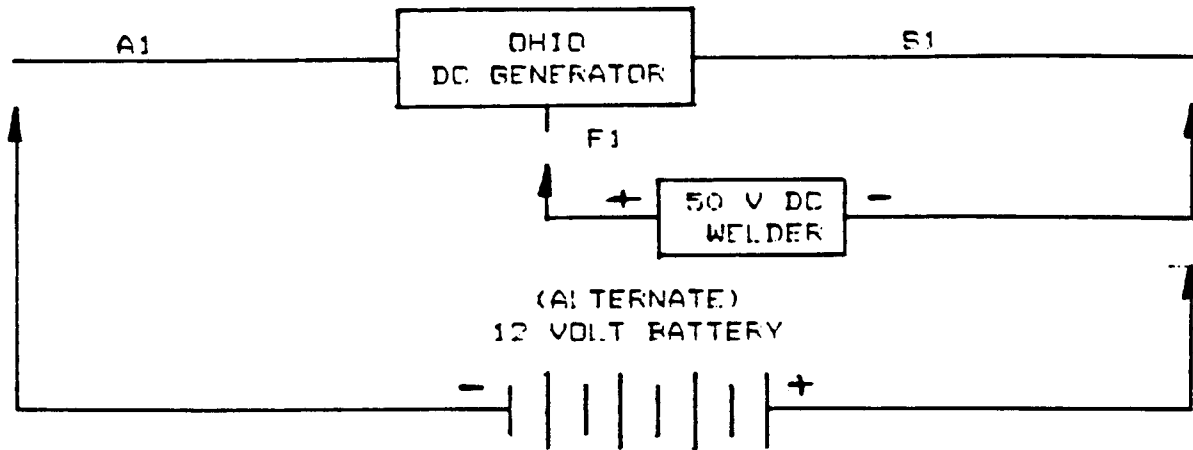 A1
OHIO
DC GENERATOR
S1
F1
+
50 V DC
WELDER
-
(ALTERNATE)
12 VOLT BATTERY
-
+